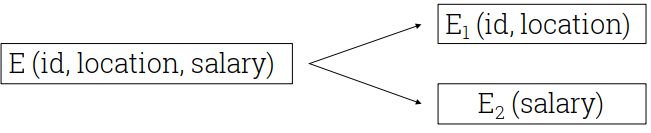 E (id, location, salary)
E₁ (id, location)
E₂ (salary)